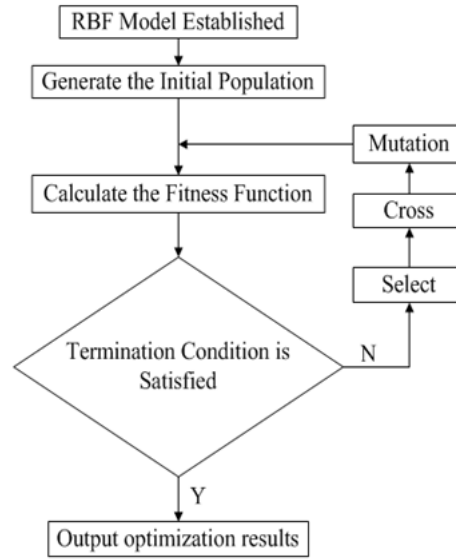 RBF Model Established
Generate the Initial Population
Mutation
Calculate the Fitness Function
Cross
Select
Termination Condition is
Satisfied
N
Y
Output optimization results